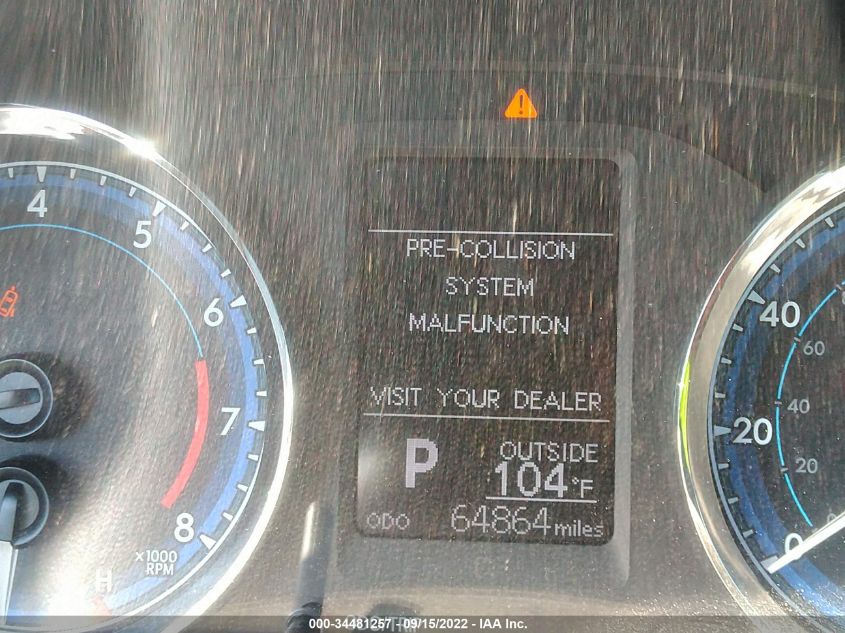 4
5
6
7
8
×1000
RPM
H
PRE-COLLISION
SYSTEM
MALFUNCTION
VISIT YOUR DEALER
P
OUTSIDE
104°F
ODO 64864 miles
40
20
0
60
40
20
000-34481257 - 09/15/2022 - IAA Inc.